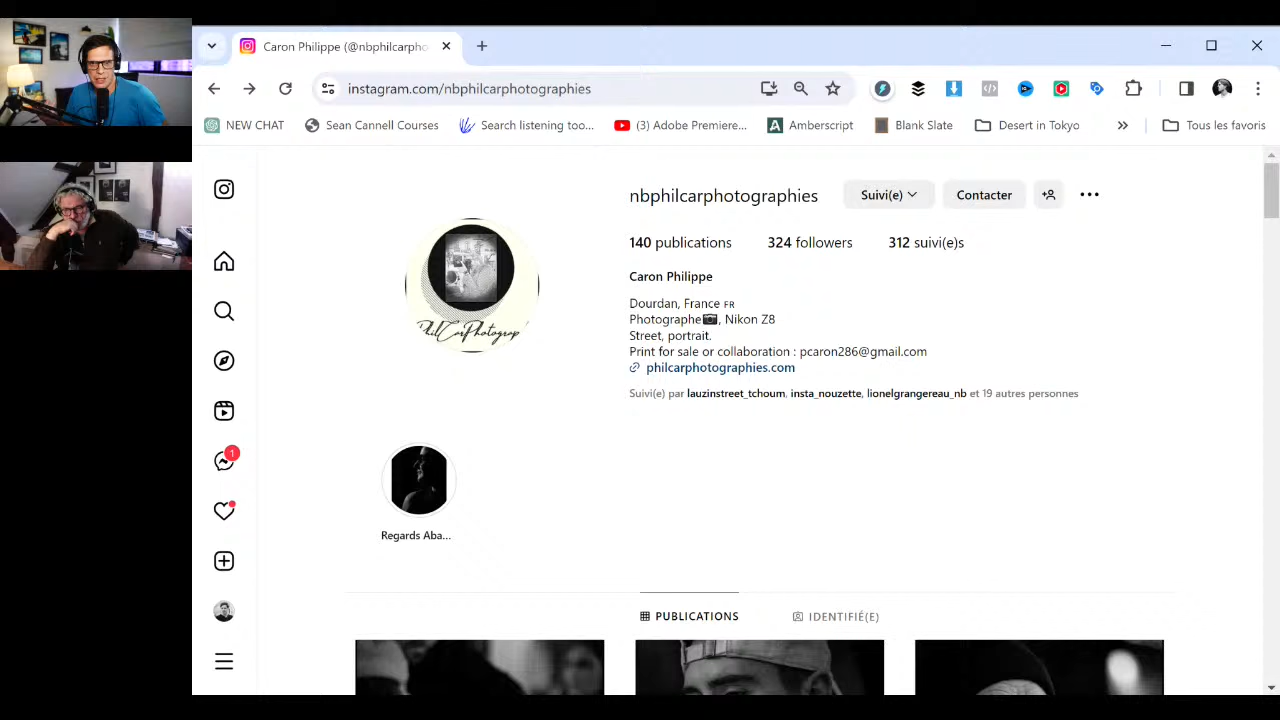 Caron Philippe (@nbphilcarpho
instagram.com/nbphilcarphotographies
NEW CHAT
Sean Cannell Courses
Search listening too...
(3) Adobe Premiere...
Amberscript
Blank Slate
Desert in Tokyo
Tous les favoris
nbphilcarphotographies
Suivi(e)
Contacter
140 publications
324 followers
312 suivi(e)s
Caron Philippe
Dourdan, France FR
Photographe📷, Nikon Z8
Street, portrait.
Print for sale or collaboration : pcaron286@gmail.com
philcarphotographies.com
Suivi(e) par lauzinstreet_tchoum, insta_nouzette, lionelgrangereau_nb et 19 autres personnes
PhilCarPhotograp
1
Regards Aba...
PUBLICATIONS
IDENTIFIÉ(E)